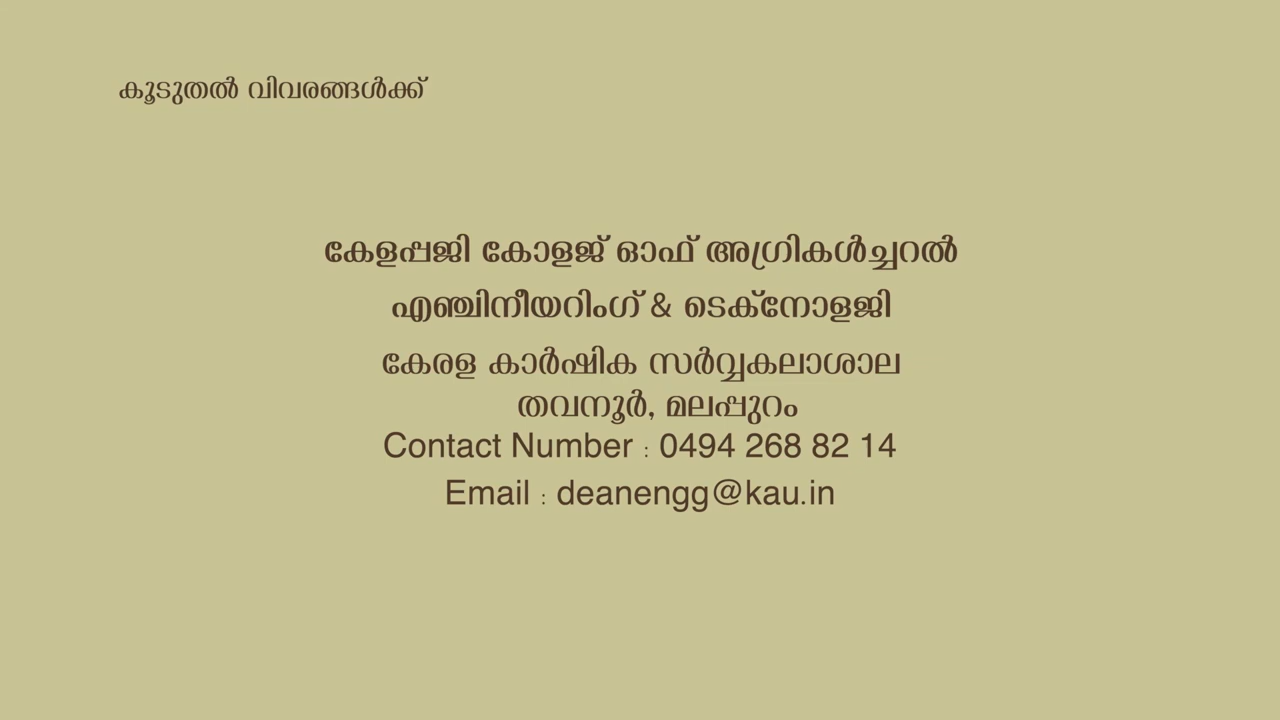 കൂടുതൽ വിവരങ്ങൾക്ക്
കേളപ്പജി കോളജ് ഓഫ് അഗ്രികൾച്ചറൽ
എഞ്ചിനീയറിംഗ് & ടെക്നോളജി
കേരള കാർഷിക സർവ്വകലാശാല
തവനൂർ, മലപ്പുറം
Contact Number : 0494 268 82 14
Email : deanengg@kau.in